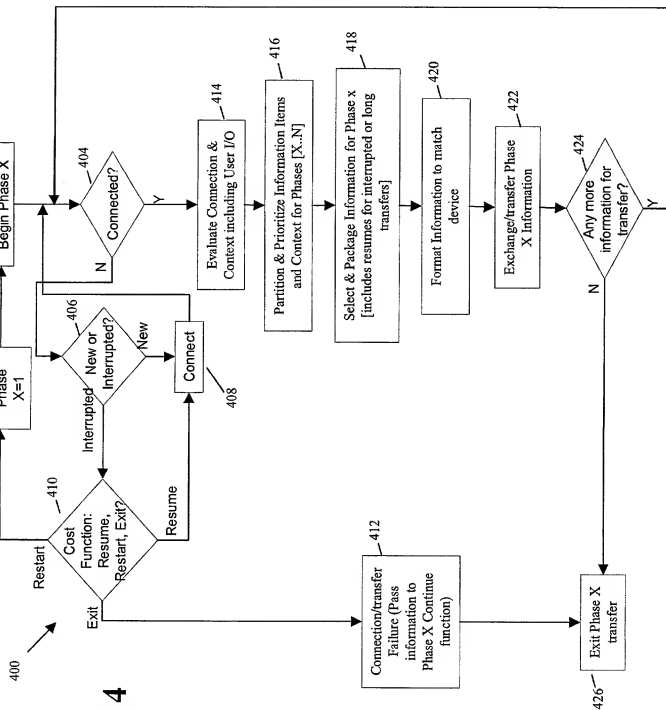 Begin Phase X
Phase
X=1
404
Connected?
N
Y
406
New or
Interrupted?
Interrupted
New
Connect
408
410
Cost
Function:
Resume,
Restart, Exit?
Restart
Resume
Exit
400
4
414
Evaluate Connection &
Context including User I/O
416
Partition & Prioritize Information Items
and Context for Phases [X..N]
418
Select & Package Information for Phase x
[includes resumes for interrupted or long
transfers]
420
Format Information to match
device
422
Exchange/transfer Phase
X Information
424
Any more
information for
transfer?
N
Y
412
Connection/transfer
Failure (Pass
information to
Phase X Continue
function)
Exit Phase X
transfer
426